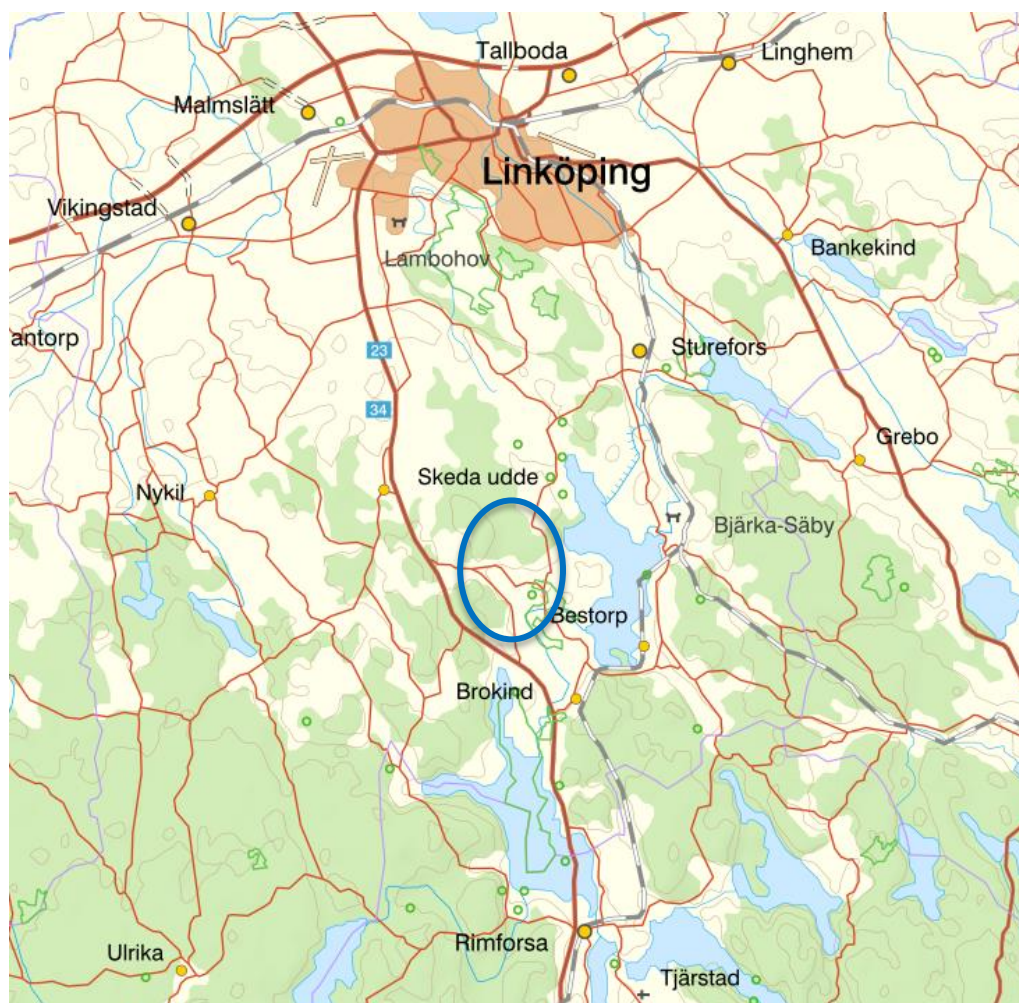 Tallboda
Linghem
Malmslätt
Linköping
Vikingstad
Bankekind
Lambohov
antorp
23
Sturefors
34
Grebo
Skeda udde
Nykil
Bjärka-Säby
Bestorp
Brokind
Rimforsa
Ulrika
Tjärstad